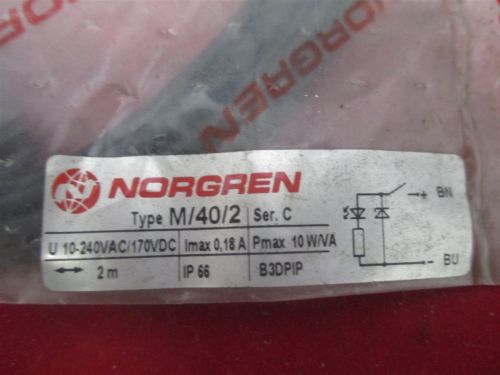 NORGREN
NORGREN
Type M/40/2 Ser. C
U 10-240VAC/170VDC Imax 0,18 A Pmax 10 W/VA
2 m IP 66 B3DPIP
+ BN
- BU